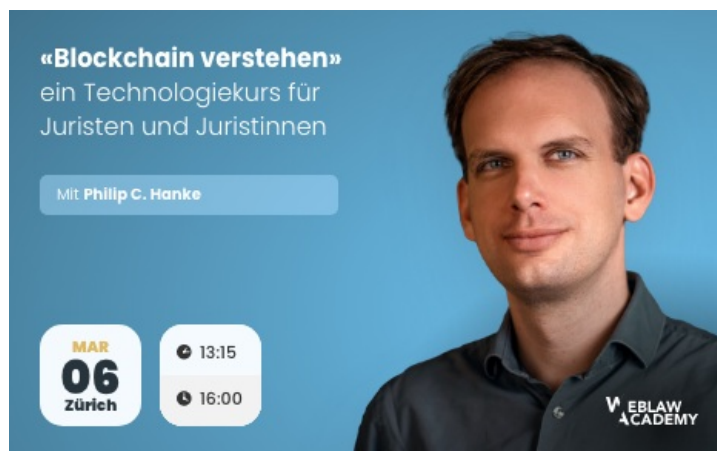 «Blockchain verstehen»
ein Technologiekurs für
Juristen und Juristinnen
Mit Philip C. Hanke
MAR
06
Zürich
13:15
16:00
WEBLAW
ACADEMY